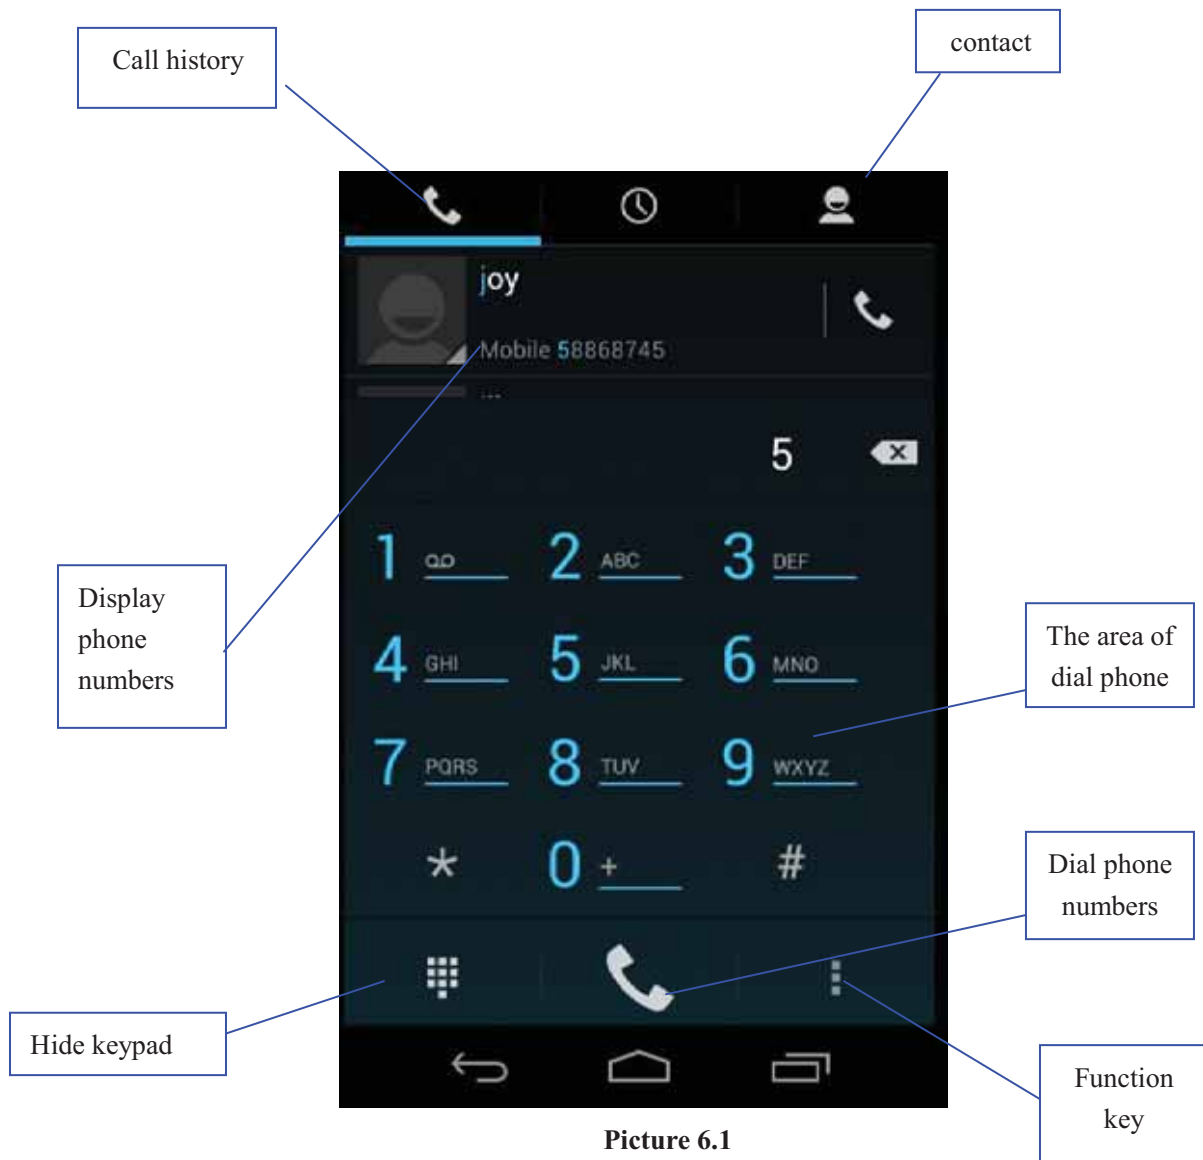 Call history
contact
joy
Mobile 58868745
...
5
1
2 ABC
3 DEF
Display
phone
numbers
4 GHI
5 JKL
6 MNO
The area of
dial phone
7 PQRS
8 TUV
9 WXYZ
* 0 + #
Dial phone
numbers
Hide keypad
Function
key
Picture 6.1